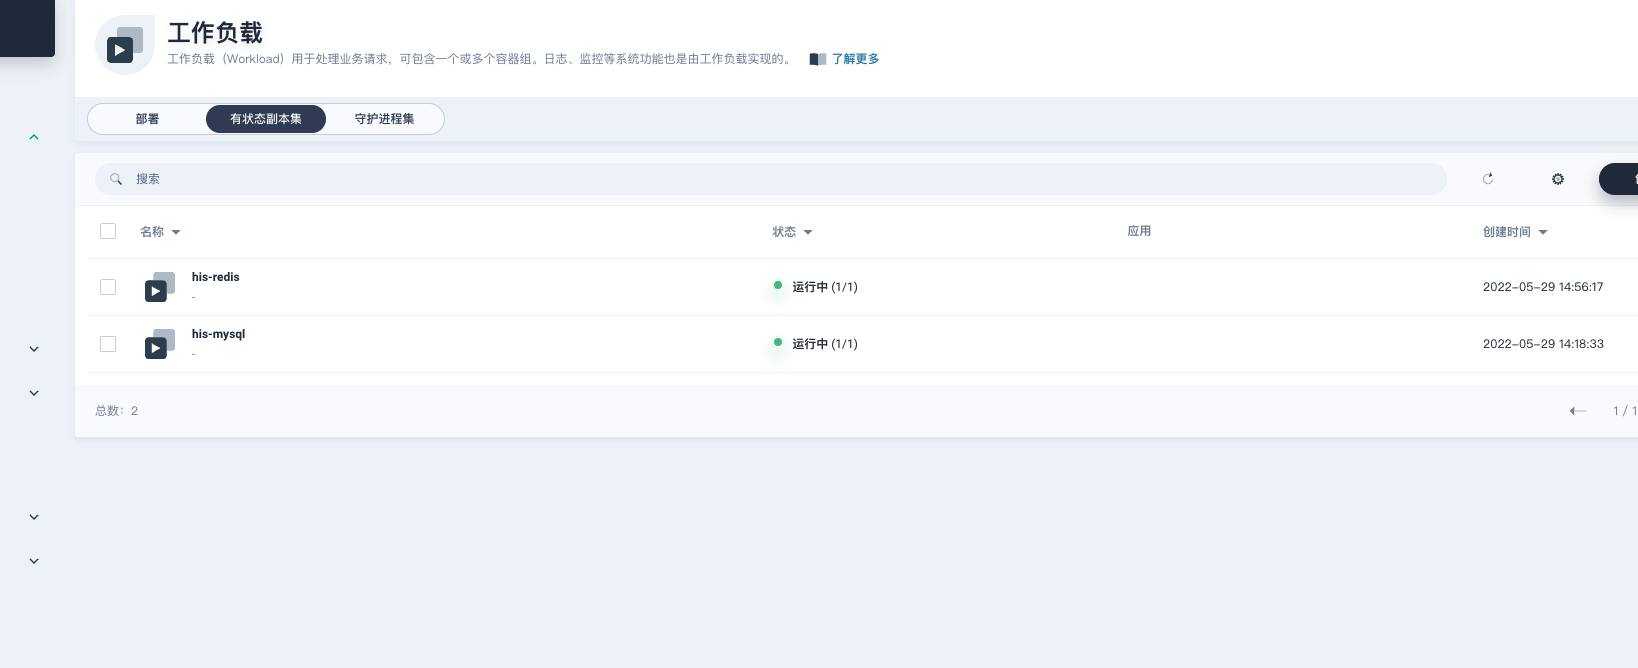 工作负载
工作负载（Workload）用于处理业务请求，可包含一个或多个容器组。日志、监控等系统功能也是由工作负载实现的。 了解更多
部署 有状态副本集 守护进程集
搜索
名称 状态 应用 创建时间
his-redis
-
运行中 (1/1) 2022-05-29 14:56:17
his-mysql
-
运行中 (1/1) 2022-05-29 14:18:33
总数：2 1 / 1